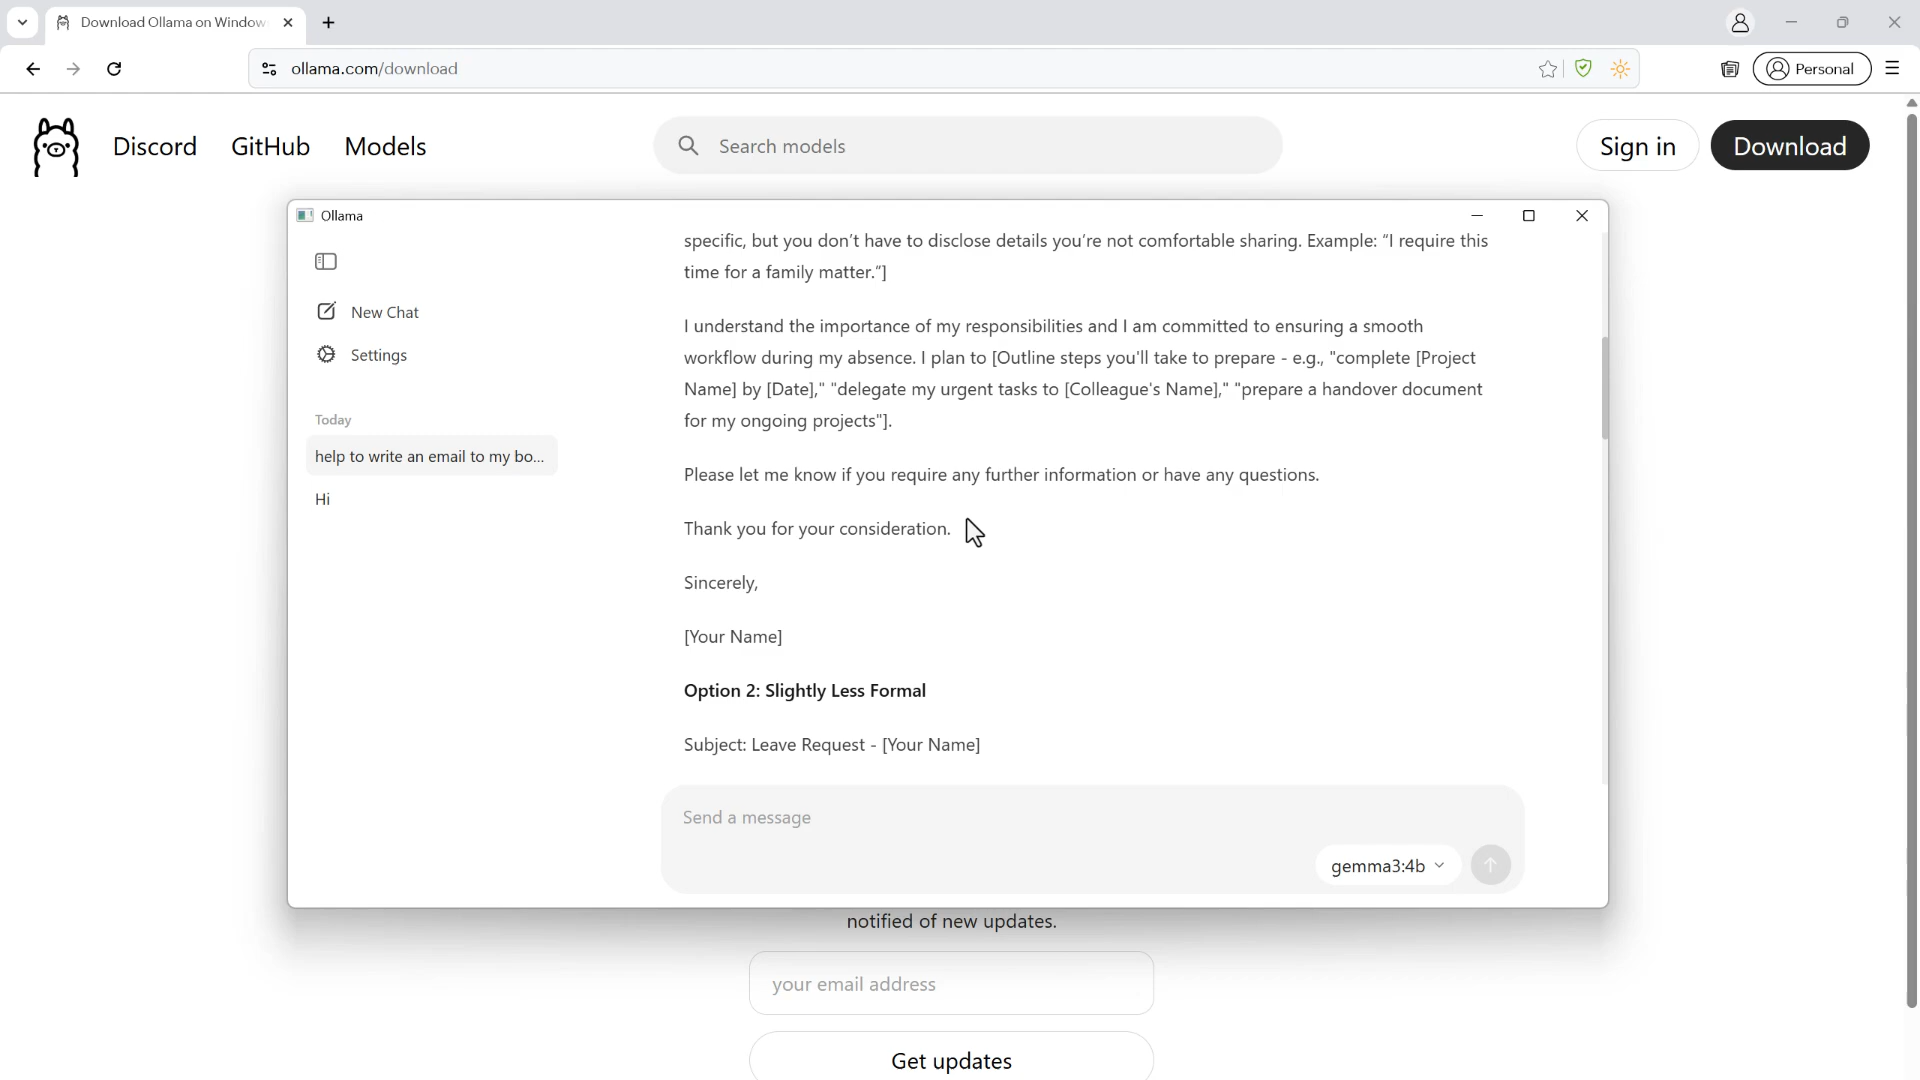 Download Ollama on Window
ollama.com/download
Personal
Discord
GitHub
Models
Search models
Sign in
Download
Ollama
New Chat
Settings
Today
help to write an email to my bo...
Hi
specific, but you don’t have to disclose details you’re not comfortable sharing. Example: “I require this
time for a family matter.”]
I understand the importance of my responsibilities and I am committed to ensuring a smooth
workflow during my absence. I plan to [Outline steps you'll take to prepare - e.g., "complete [Project
Name] by [Date]," "delegate my urgent tasks to [Colleague's Name]," "prepare a handover document
for my ongoing projects"].
Please let me know if you require any further information or have any questions.
Thank you for your consideration.
Sincerely,
[Your Name]
Option 2: Slightly Less Formal
Subject: Leave Request - [Your Name]
Send a message
gemma3:4b
notified of new updates.
your email address
Get updates